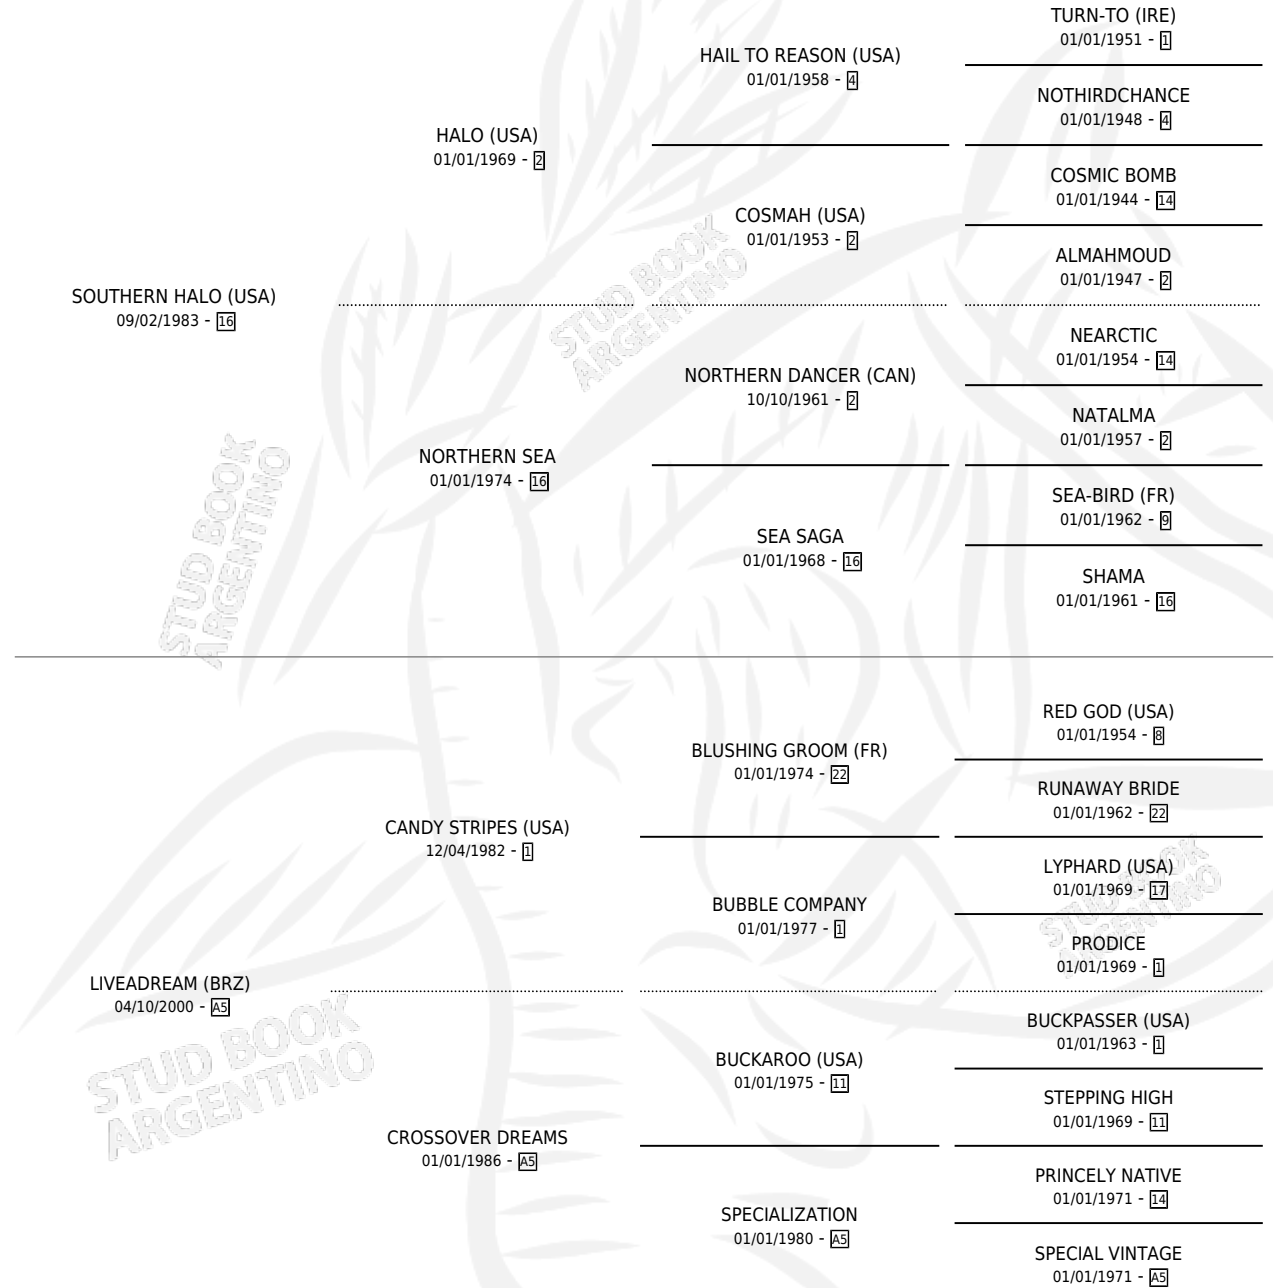 TURN-TO (IRE)
01/01/1951 - 1
HAIL TO REASON (USA)
01/01/1958 - 4
NOTHIRDCHANCE
01/01/1948 - 4
HALO (USA)
01/01/1969 - 2
COSMIC BOMB
01/01/1944 - 14
COSMAH (USA)
01/01/1953 - 2
ALMAHMOUD
01/01/1947 - 2
SOUTHERN HALO (USA)
09/02/1983 - 16
NEARCTIC
01/01/1954 - 14
NORTHERN DANCER (CAN)
10/10/1961 - 2
NATALMA
01/01/1957 - 2
NORTHERN SEA
01/01/1974 - 16
SEA-BIRD (FR)
01/01/1962 - 9
SEA SAGA
01/01/1968 - 16
SHAMA
01/01/1961 - 16
STUD BOOK
ARGENTINO
STUD BOOK
ARGENTINO
RED GOD (USA)
01/01/1954 - 8
BLUSHING GROOM (FR)
01/01/1974 - 22
RUNAWAY BRIDE
01/01/1962 - 22
CANDY STRIPES (USA)
12/04/1982 - 1
LYPHARD (USA)
01/01/1969 - 17
BUBBLE COMPANY
01/01/1977 - 1
PRODICE
01/01/1969 - 1
STUD BOOK
ARGENTINO
LIVEADREAM (BRZ)
04/10/2000 - A5
BUCKPASSER (USA)
01/01/1963 - 1
BUCKAROO (USA)
01/01/1975 - 11
STEPPING HIGH
01/01/1969 - 11
STUD BOOK
ARGENTINO
CROSSOVER DREAMS
01/01/1986 - A5
PRINCELY NATIVE
01/01/1971 - 14
SPECIALIZATION
01/01/1980 - A5
SPECIAL VINTAGE
01/01/1971 - A5